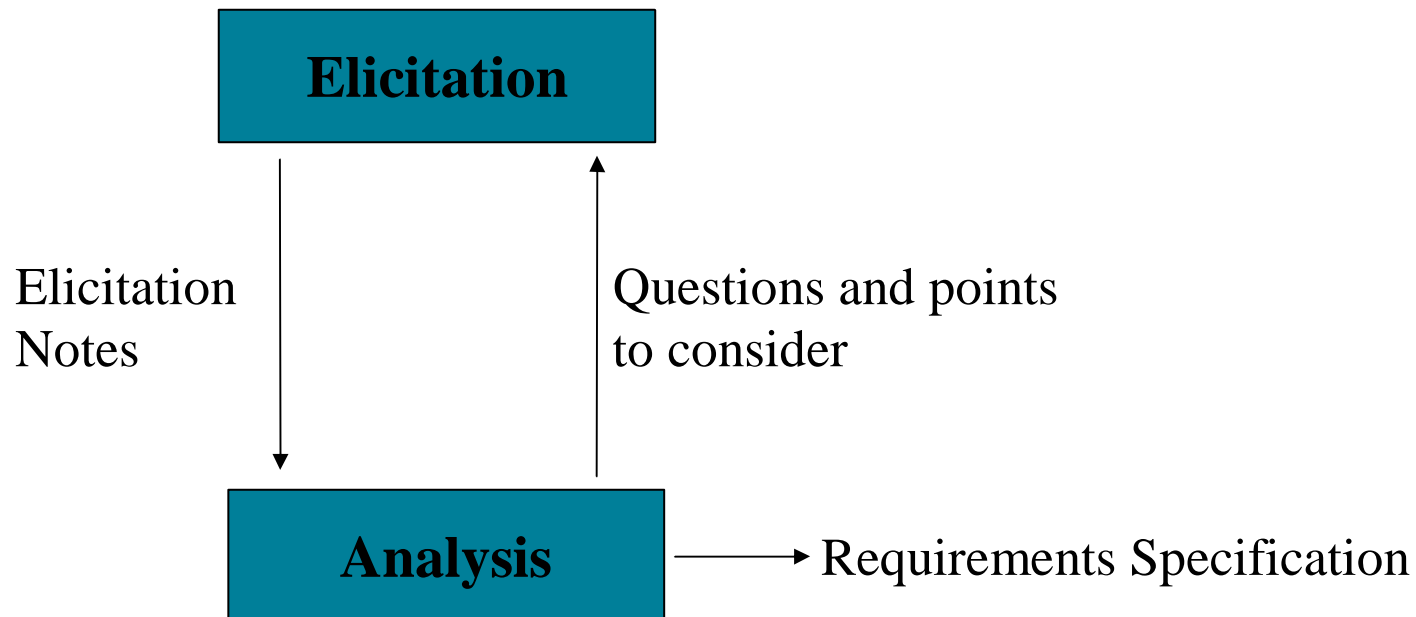 Elicitation
Elicitation
Notes
Questions and points
to consider
Analysis
Requirements Specification